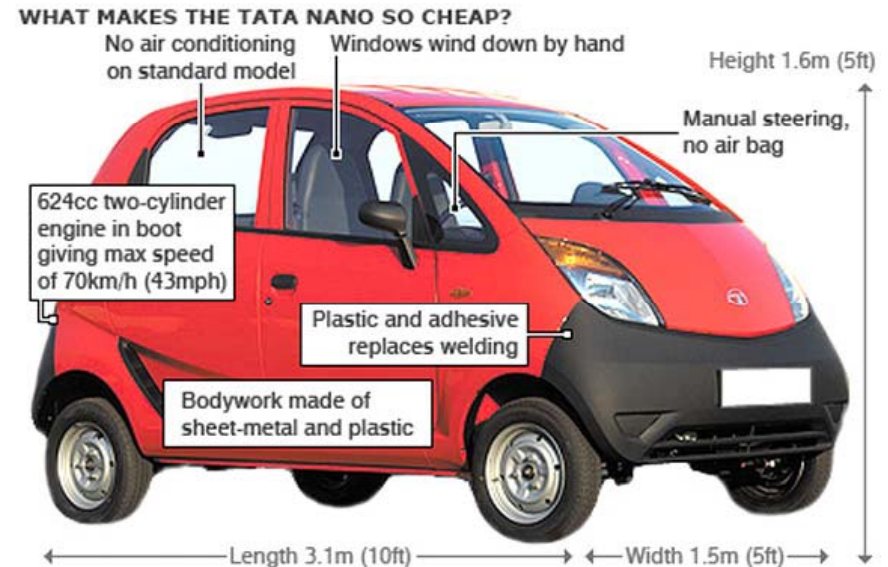 WHAT MAKES THE TATA NANO SO CHEAP?
No air conditioning
on standard model
Windows wind down by hand
Height 1.6m (5ft)
Manual steering,
no air bag
624cc two-cylinder
engine in boot
giving max speed
of 70km/h (43mph)
Plastic and adhesive
replaces welding
Bodywork made of
sheet-metal and plastic
Length 3.1m (10ft)
Width 1.5m (5ft)